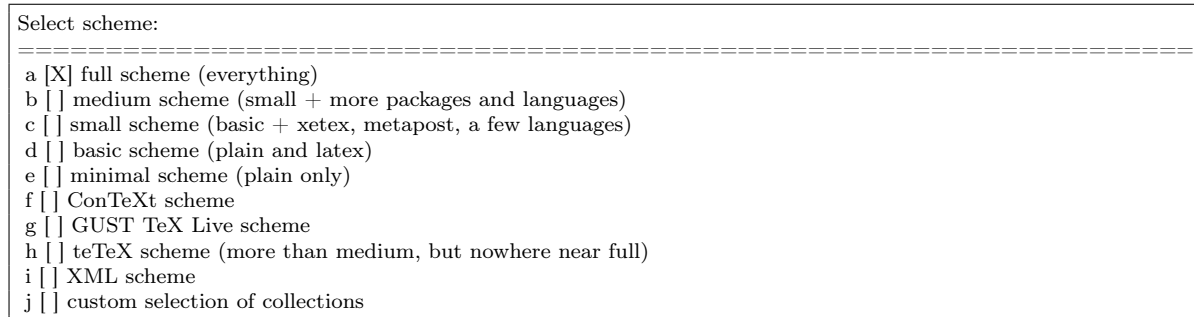 Select scheme:
===================================================================
a [X] full scheme (everything)
b [ ] medium scheme (small + more packages and languages)
c [ ] small scheme (basic + xetex, metapost, a few languages)
d [ ] basic scheme (plain and latex)
e [ ] minimal scheme (plain only)
f [ ] ConTeXt scheme
g [ ] GUST TeX Live scheme
h [ ] teTeX scheme (more than medium, but nowhere near full)
i [ ] XML scheme
j [ ] custom selection of collections